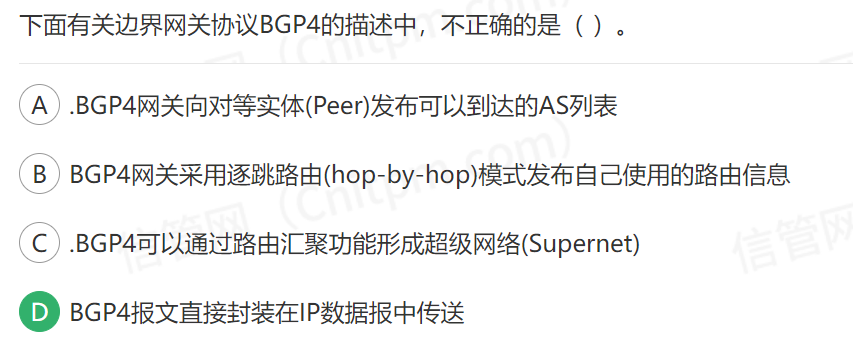 下面有关边界网关协议BGP4的描述中，不正确的是（ ）。
A .BGP4网关向对等实体(Peer)发布可以到达的AS列表
B BGP4网关采用逐跳路由(hop-by-hop)模式发布自己使用的路由信息
C .BGP4可以通过路由汇聚功能形成超级网络(Supernet)
D BGP4报文直接封装在IP数据报中传送
信管网（Cnitpm.com）
信管网